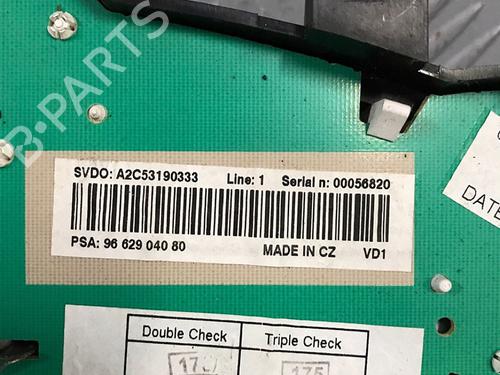 B-PARTS
SVDO: A2C53190333 Line: 1 Serial n: 00056820
PSA: 96 629 040 80 MADE IN CZ VD1
DATE
Double Check Triple Check
175